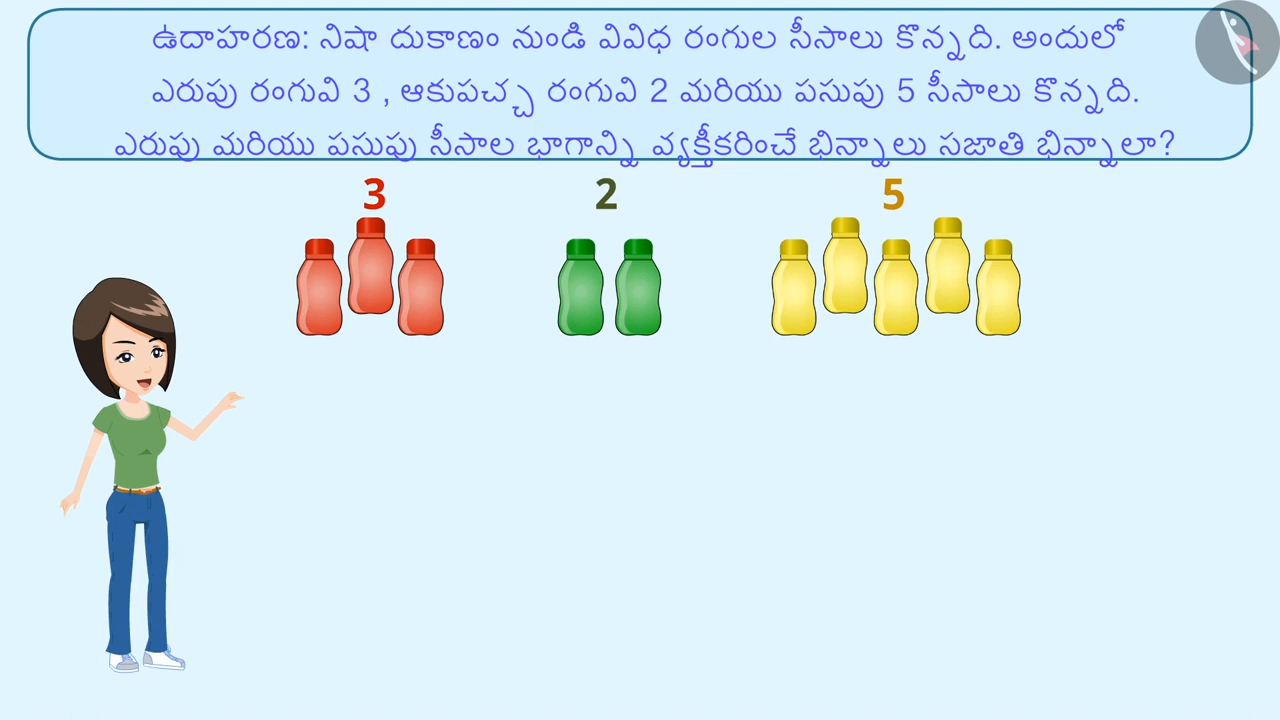 ఉదాహరణ: నిషా దుకాణం నుండి వివిధ రంగుల సీసాలు కొన్నది. అందులో
ఎరుపు రంగువి 3 , ఆకుపచ్చ రంగువి 2 మరియు పసుపు 5 సీసాలు కొన్నది.
ఎరుపు మరియు పసుపు సీసాల భాగాన్ని వ్యక్తీకరించే భిన్నాలు సజాతి భిన్నాలా?
3 2 5